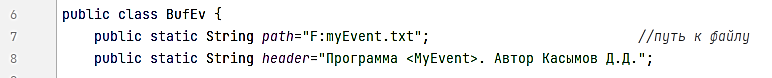 6 public class BufEv {
7 public static String path="F:myEvent.txt"; //путь к файлу
8 public static String header="Программа <MyEvent>. Автор Касымов Д.Д.";